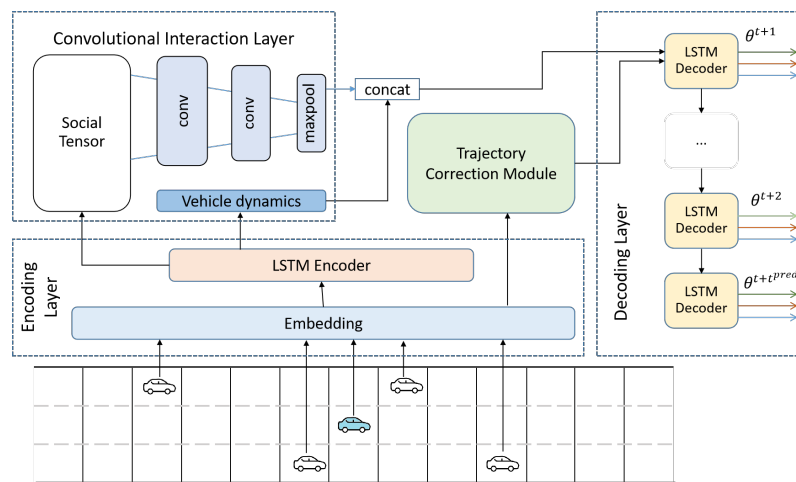 Convolutional Interaction Layer
Social
Tensor
conv
conv
maxpool
concat
Vehicle dynamics
Trajectory
Correction Module
LSTM
Decoder
θ^{t+1}
...
LSTM
Decoder
θ^{t+2}
LSTM
Decoder
θ^{t+t^{pred}}
Decoding Layer
Encoding
Layer
LSTM Encoder
Embedding